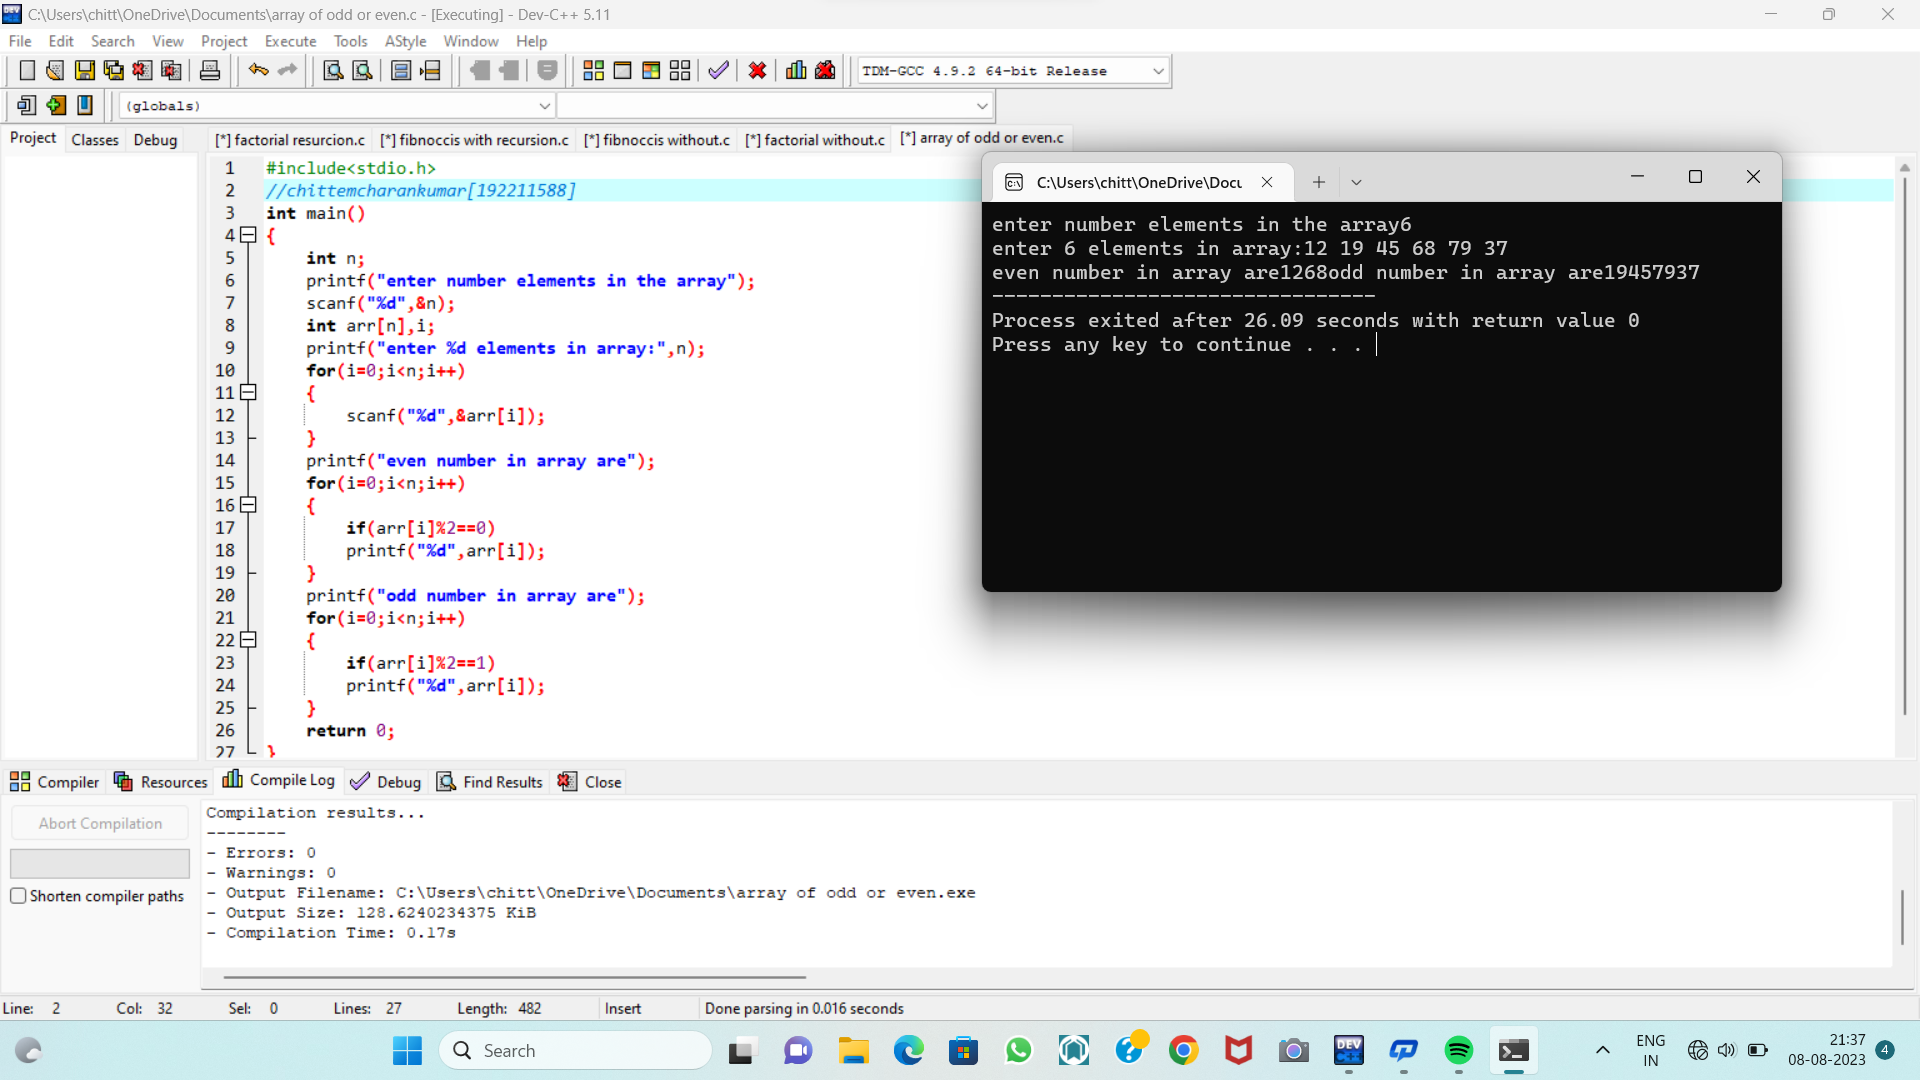 C:\Users\chitt\OneDrive\Documents\array of odd or even.c - [Executing] - Dev-C++ 5.11
File Edit Search View Project Execute Tools AStyle Window Help
TDM-GCC 4.9.2 64-bit Release
(globals)
Project Classes Debug
[*] factorial resurcion.c [*] fibnoccis with recursion.c [*] fibnoccis without.c [*] factorial without.c [*] array of odd or even.c
1 #include<stdio.h>
2 //chittemcharankumar[192211588]
3 int main()
4 {
5 int n;
6 printf("enter number elements in the array");
7 scanf("%d",&n);
8 int arr[n],i;
9 printf("enter %d elements in array:",n);
10 for(i=0;i<n;i++)
11 {
12 scanf("%d",&arr[i]);
13 }
14 printf("even number in array are");
15 for(i=0;i<n;i++)
16 {
17 if(arr[i]%2==0)
18 printf("%d",arr[i]);
19 }
20 printf("odd number in array are");
21 for(i=0;i<n;i++)
22 {
23 if(arr[i]%2==1)
24 printf("%d",arr[i]);
25 }
26 return 0;
27 }
C:\Users\chitt\OneDrive\Docu
enter number elements in the array6
enter 6 elements in array:12 19 45 68 79 37
even number in array are1268odd number in array are19457937
--------------------------------
Process exited after 26.09 seconds with return value 0
Press any key to continue . . .
Compiler Resources Compile Log Debug Find Results Close
Abort Compilation
Shorten compiler paths
Compilation results...
--------
- Errors: 0
- Warnings: 0
- Output Filename: C:\Users\chitt\OneDrive\Documents\array of odd or even.exe
- Output Size: 128.6240234375 KiB
- Compilation Time: 0.17s
Line: 2 Col: 32 Sel: 0 Lines: 27 Length: 482 Insert Done parsing in 0.016 seconds
Search
DEV C++
ENG
IN
21:37
08-08-2023
4